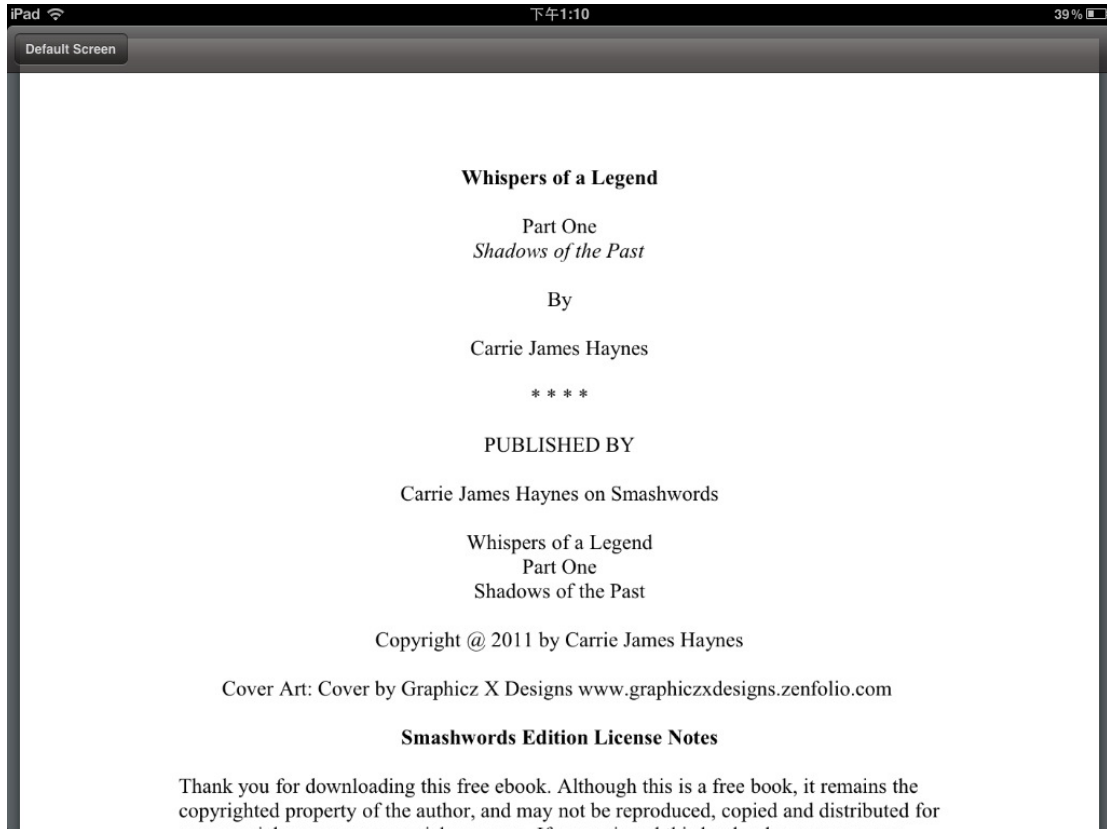 iPad 下午1:10 39%
Default Screen
Whispers of a Legend
Part One
Shadows of the Past
By
Carrie James Haynes
* * * *
PUBLISHED BY
Carrie James Haynes on Smashwords
Whispers of a Legend
Part One
Shadows of the Past
Copyright @ 2011 by Carrie James Haynes
Cover Art: Cover by Graphicz X Designs www.graphiczxdesigns.zenfolio.com
Smashwords Edition License Notes
Thank you for downloading this free ebook. Although this is a free book, it remains the
copyrighted property of the author, and may not be reproduced, copied and distributed for